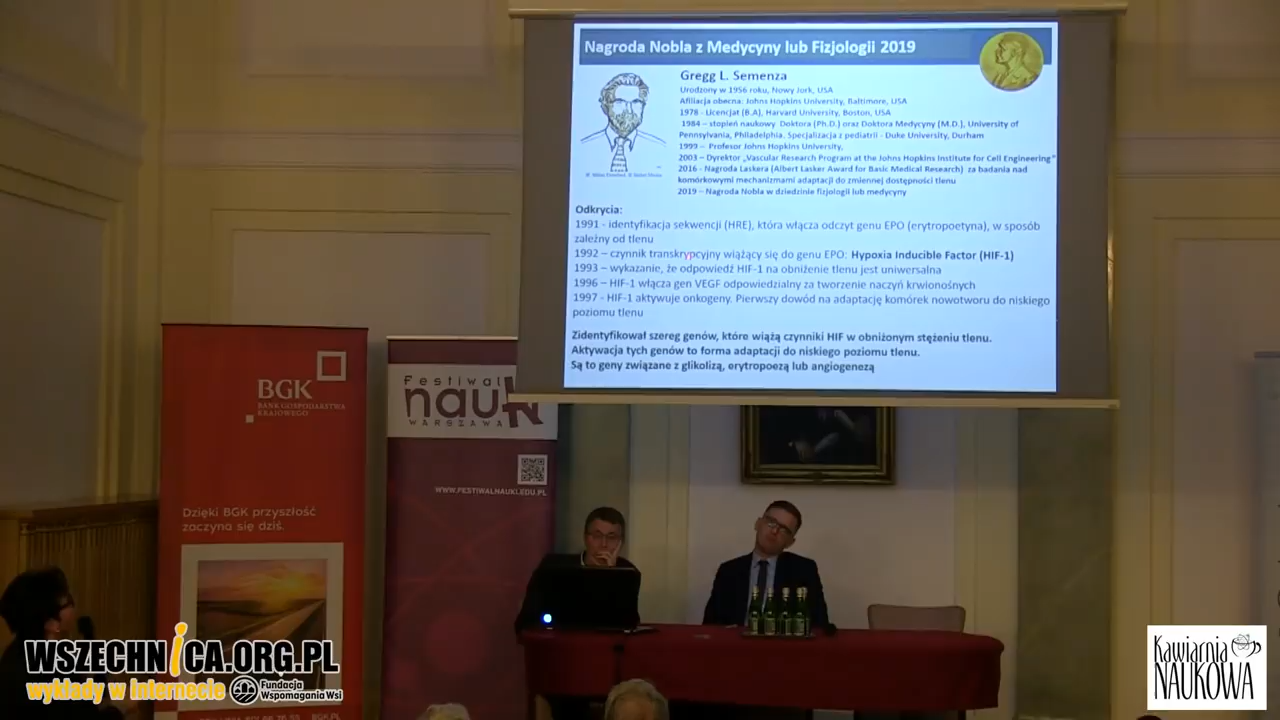 Nagroda Nobla z Medycyny lub Fizjologii 2019
Gregg L. Semenza
Urodzony w 1956 roku, Nowy Jork, USA
Afiliacja obecna: Johns Hopkins University, Baltimore, USA
1978 - Licencjat (B.A), Harvard University, Boston, USA
1984 – stopień naukowy Doktora (Ph.D.) oraz Doktora Medycyny (M.D.), University of
Pennsylvania, Philadelphia. Specjalizacja z pediatrii - Duke University, Durham
1999 – Profesor Johns Hopkins University,
2003 – Dyrektor „Vascular Research Program at the Johns Hopkins Institute for Cell Engineering"
2016 - Nagroda Laskera (Albert Lasker Award for Basic Medical Research) za badania nad
komórkowymi mechanizmami adaptacji do zmiennej dostępności tlenu
2019 – Nagroda Nobla w dziedzinie fizjologii lub medycyny
Odkrycia:
1991 - identyfikacja sekwencji (HRE), która włącza odczyt genu EPO (erytropoetyna), w sposób
zależny od tlenu
1992 – czynnik transkrypcyjny wiążący się do genu EPO: Hypoxia Inducible Factor (HIF-1)
1993 – wykazanie, że odpowiedź HIF-1 na obniżenie tlenu jest uniwersalna
1996 – HIF-1 włącza gen VEGF odpowiedzialny za tworzenie naczyń krwionośnych
1997 - HIF-1 aktywuje onkogeny. Pierwszy dowód na adaptację komórek nowotworu do niskiego
poziomu tlenu
Zidentyfikował szereg genów, które wiążą czynniki HIF w obniżonym stężeniu tlenu.
Aktywacja tych genów to forma adaptacji do niskiego poziomu tlenu.
Są to geny związane z glikolizą, erytropoezą lub angiogenezą
BGK
BANK GOSPODARSTWA
KRAJOWEGO
Dzięki BGK przyszłość
zaczyna się dziś.
BGK.PL
Festiwal
nauk
WARSZAWA
WWW.FESTIWALNAUKI.EDU.PL
WSZECHNiCA.ORG.PL
wykłady w internecie
Fundacja
Wspomagania Wsi
Kawiarnia
NAUKOWA